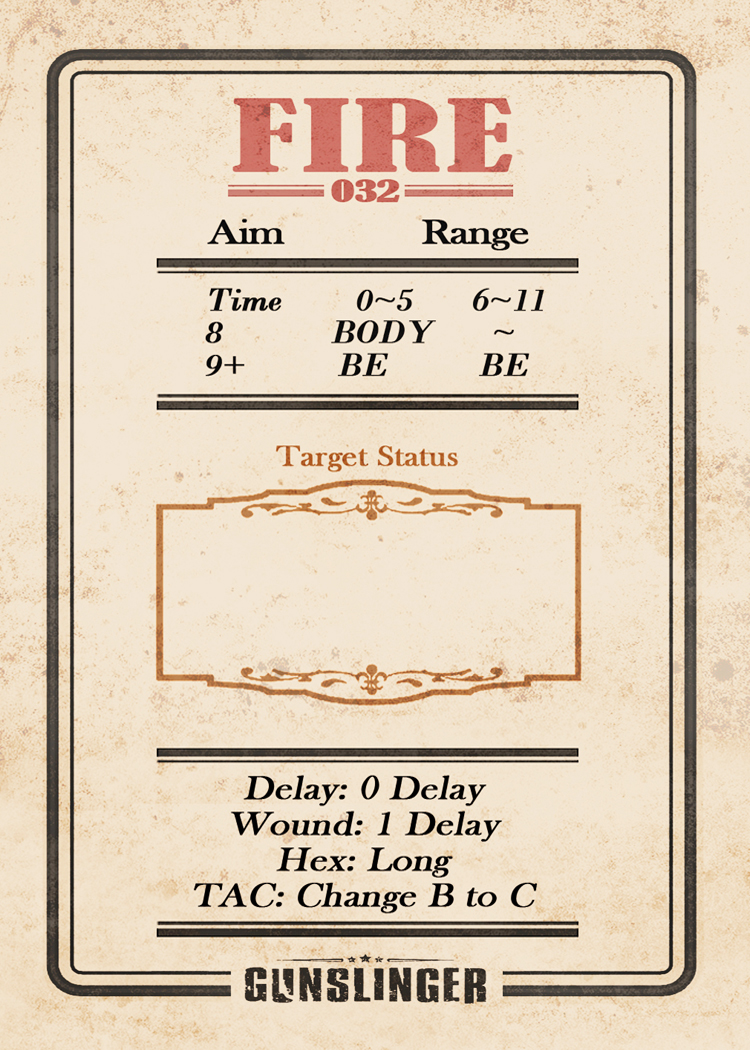 FIRE
032
Aim Range
Time 0~5 6~11
8 BODY ~
9+ BE BE
Target Status
Delay: 0 Delay
Wound: 1 Delay
Hex: Long
TAC: Change B to C
GUNSLINGER